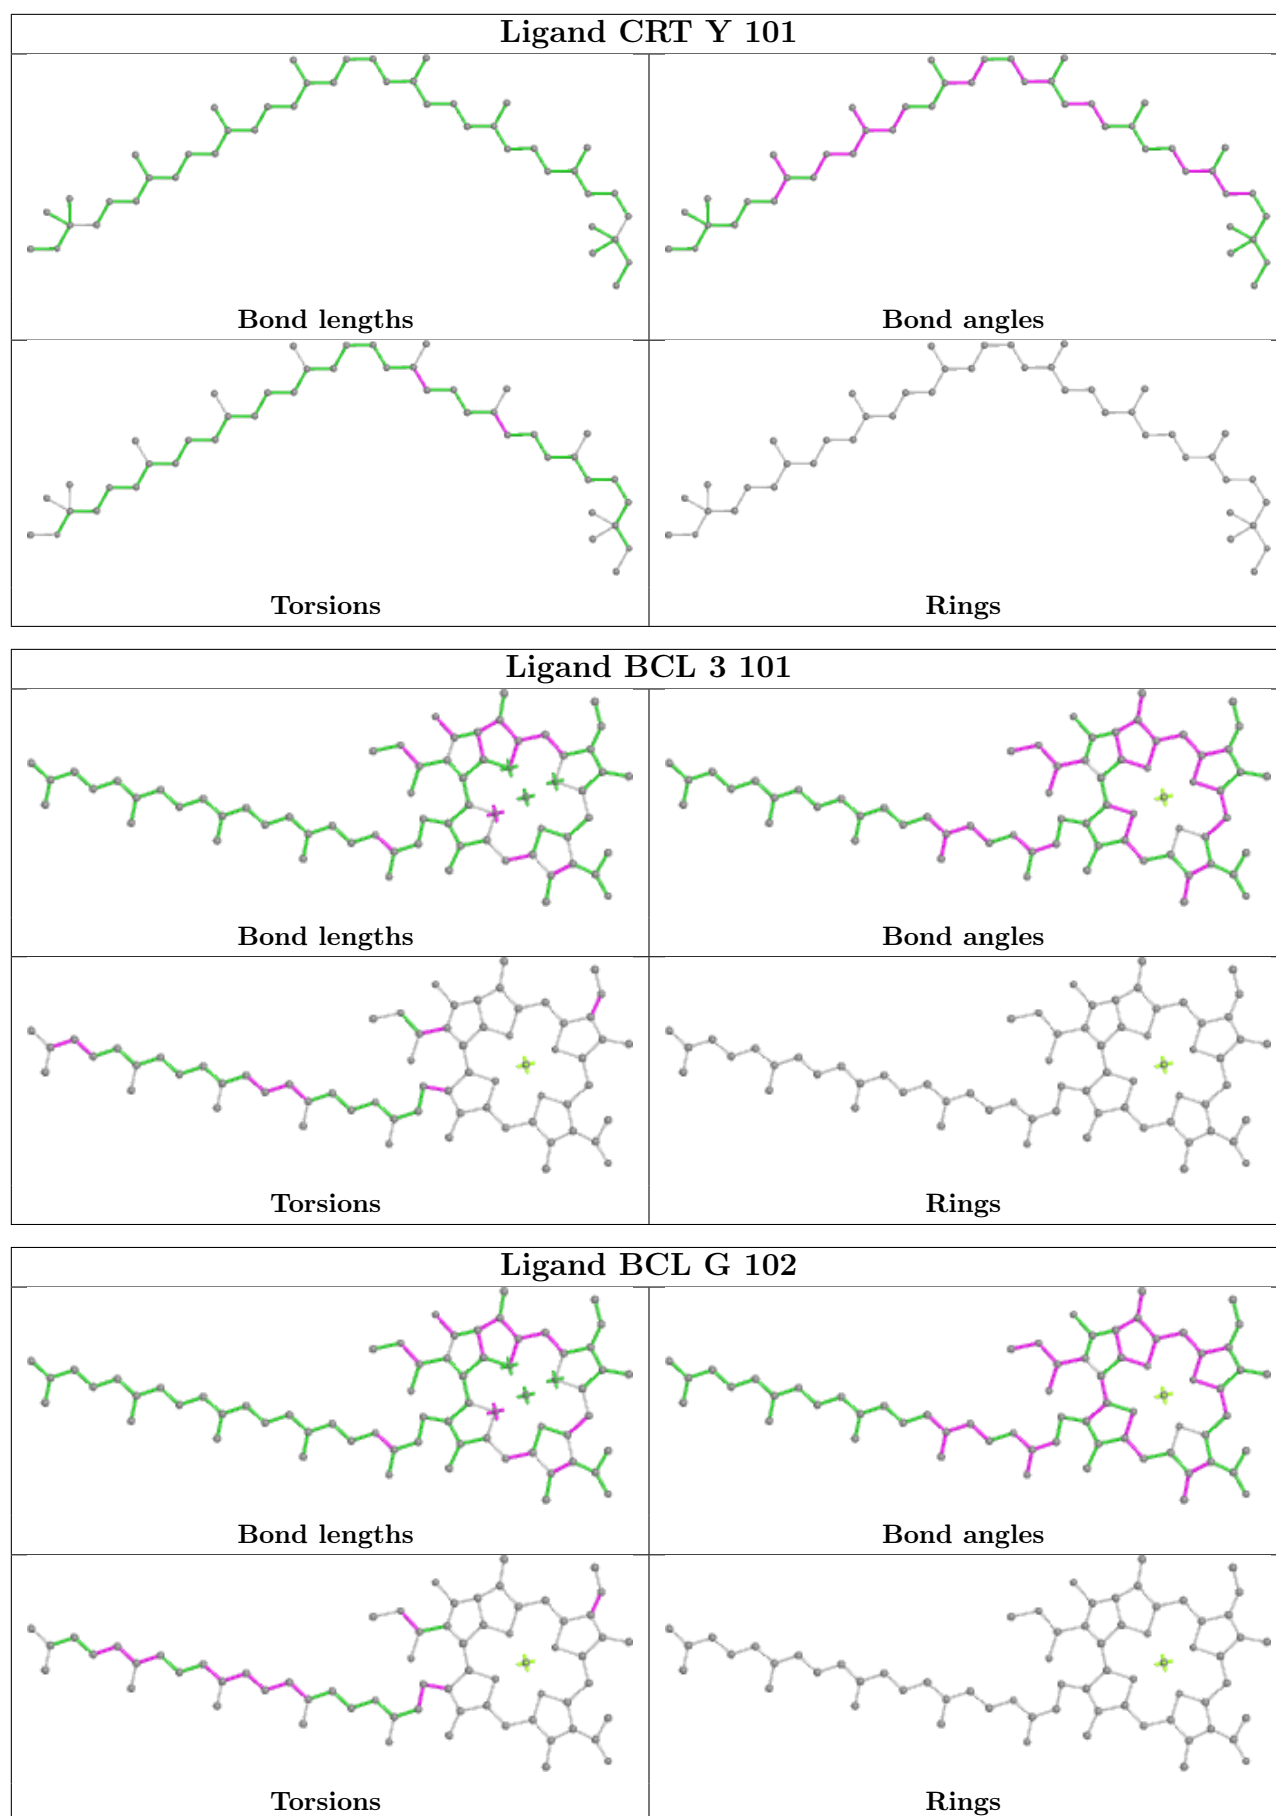 Ligand CRT Y 101
Bond lengths
Bond angles
Torsions
Rings
Ligand BCL 3 101
Bond lengths
Bond angles
Torsions
Rings
Ligand BCL G 102
Bond lengths
Bond angles
Torsions
Rings